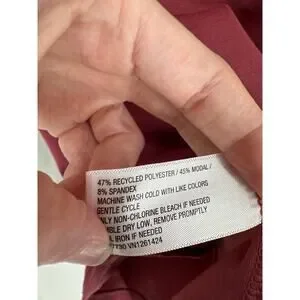 47% RECYCLED POLYESTER / 45% MODAL /
8% SPANDEX
MACHINE WASH COLD WITH LIKE COLORS
GENTLE CYCLE
NON-CHLORINE BLEACH IF NEEDED
DRY LOW, REMOVE PROMPTLY
IRON IF NEEDED
VN1261424